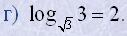 г) log_{√3} 3 = 2.